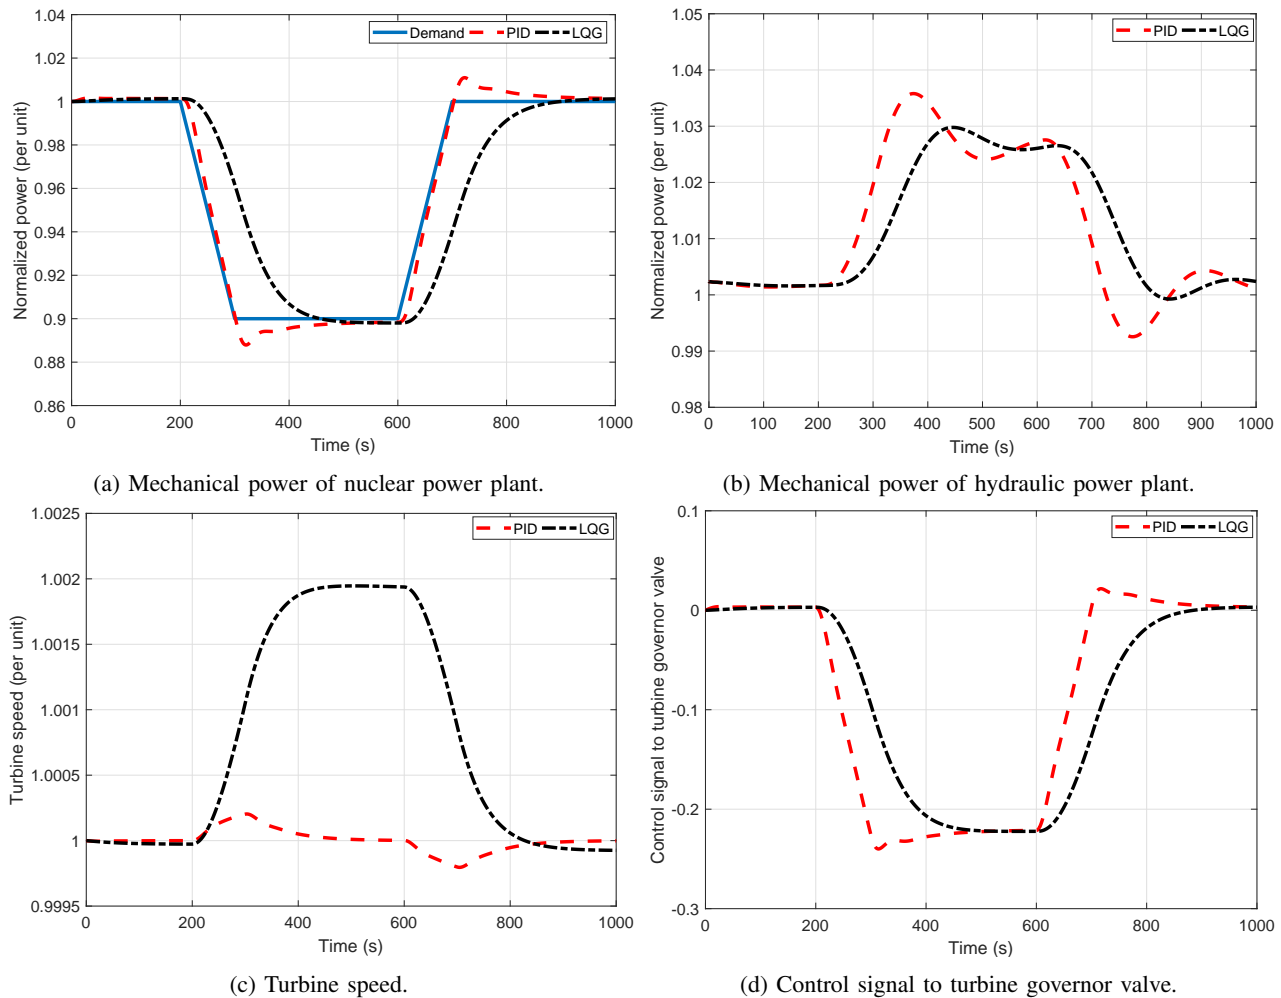 1.04
1.02
1
0.98
0.96
0.94
0.92
0.9
0.88
0.86
Normalized power (per unit)
Demand PID LQG
0 200 400 600 800 1000
Time (s)
(a) Mechanical power of nuclear power plant.
1.05
1.04
1.03
1.02
1.01
1
0.99
0.98
Normalized power (per unit)
PID LQG
0 100 200 300 400 500 600 700 800 900 1000
Time (s)
(b) Mechanical power of hydraulic power plant.
1.0025
1.002
1.0015
1.001
1.0005
1
0.9995
Turbine speed (per unit)
PID LQG
0 200 400 600 800 1000
Time (s)
(c) Turbine speed.
0.1
0
-0.1
-0.2
-0.3
Control signal to turbine governor valve
PID LQG
0 200 400 600 800 1000
Time (s)
(d) Control signal to turbine governor valve.